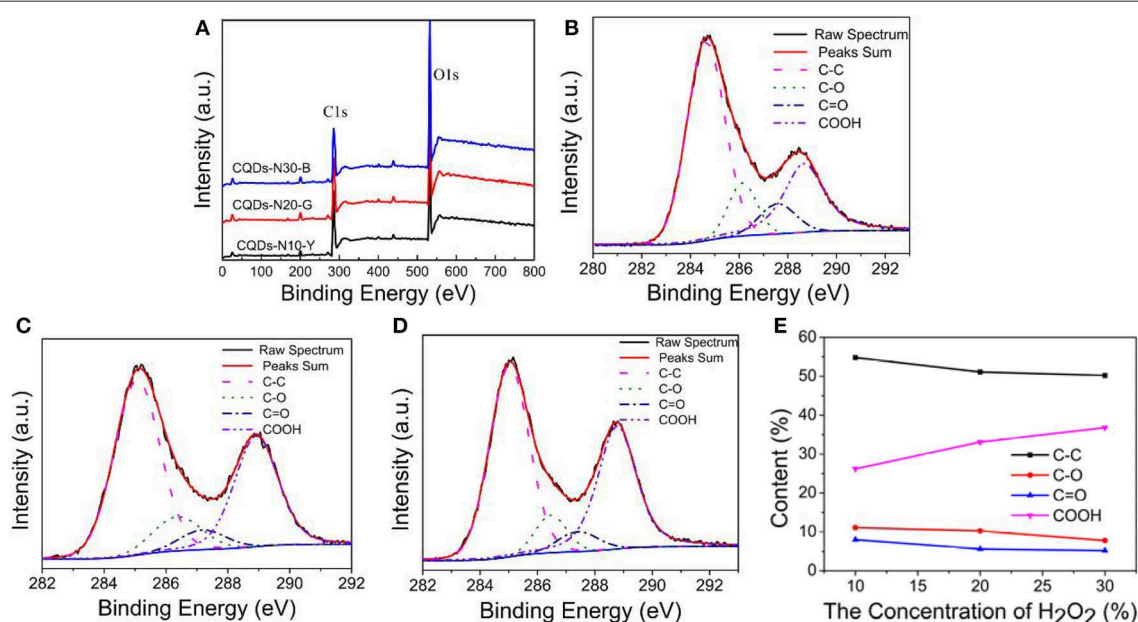 A
Intensity (a.u.)
O1s
C1s
CQDs-N30-B
CQDs-N20-G
CQDs-N10-Y
0 100 200 300 400 500 600 700 800
Binding Energy (eV)
B
Intensity (a.u.)
Raw Spectrum
Peaks Sum
C-C
C-O
C=O
COOH
280 282 284 286 288 290 292
Binding Energy (eV)
C
Intensity (a.u.)
Raw Spectrum
Peaks Sum
C-C
C-O
C=O
COOH
282 284 286 288 290 292
Binding Energy (eV)
D
Intensity (a.u.)
Raw Spectrum
Peaks Sum
C-C
C-O
C=O
COOH
282 284 286 288 290 292
Binding Energy (eV)
E
Content (%)
60
50
40
30
20
10
0
C-C
C-O
C=O
COOH
10 15 20 25 30
The Concentration of H₂O₂ (%)